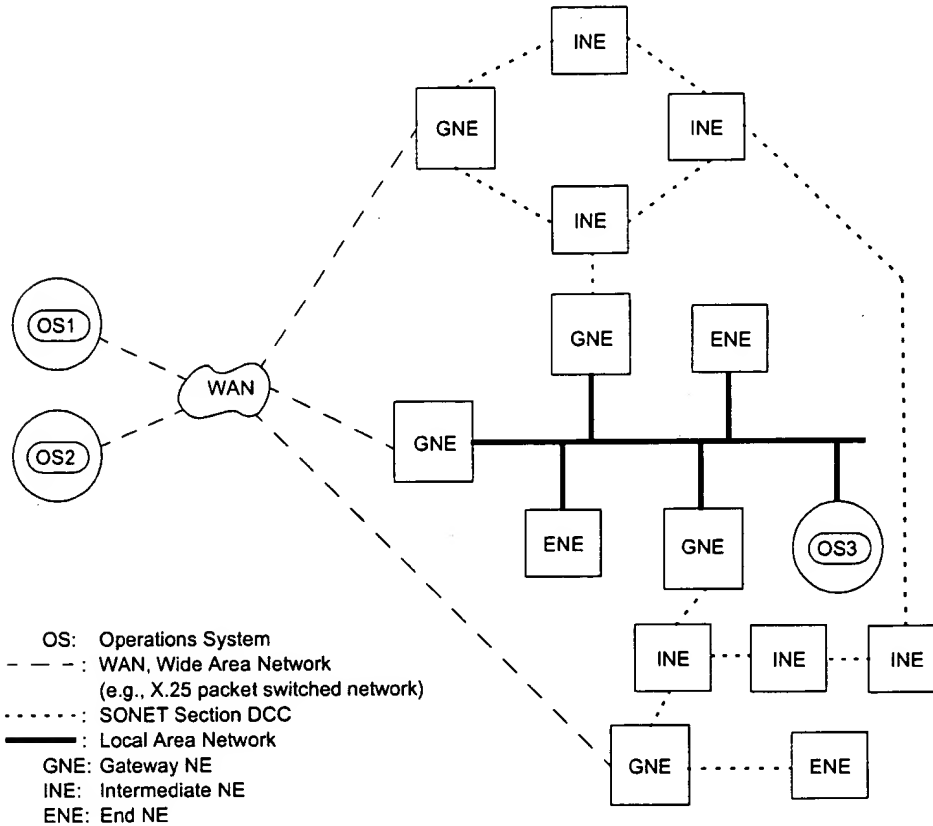 INE
GNE
INE
INE
OS1
GNE
ENE
WAN
OS2
GNE
ENE
GNE
OS3
OS: Operations System
: WAN, Wide Area Network
(e.g., X.25 packet switched network)
: SONET Section DCC
: Local Area Network
GNE: Gateway NE
INE: Intermediate NE
ENE: End NE
INE
INE
INE
GNE
ENE